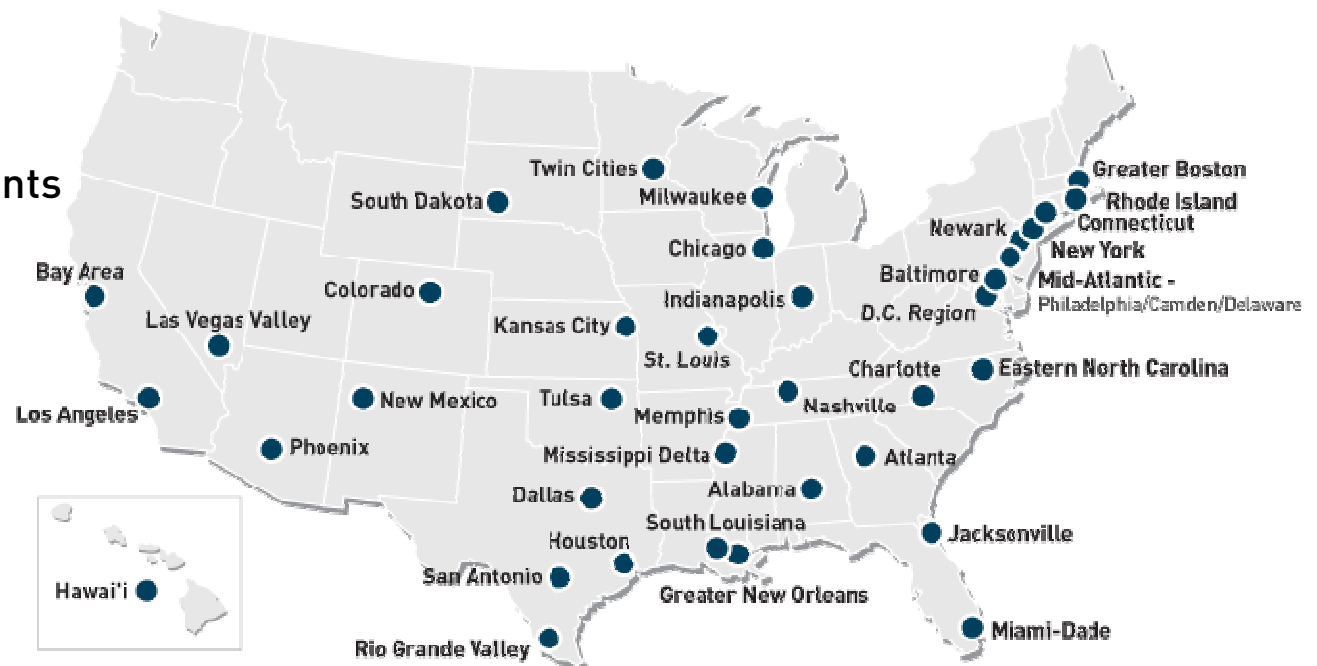 nts
Twin Cities
South Dakota
Milwaukee
Greater Boston
Rhode Island
Connecticut
Newark
New York
Chicago
Bay Area
Colorado
Indianapolis
Baltimore
Mid-Atlantic -
Philadelphia/Camden/Delaware
D.C. Region
Las Vegas Valley
Kansas City
St. Louis
Charlotte
Eastern North Carolina
Los Angeles
New Mexico
Tulsa
Memphis
Nashville
Phoenix
Mississippi Delta
Atlanta
Dallas
Alabama
South Louisiana
Houston
Jacksonville
San Antonio
Greater New Orleans
Hawai'i
Rio Grande Valley
Miami-Dade